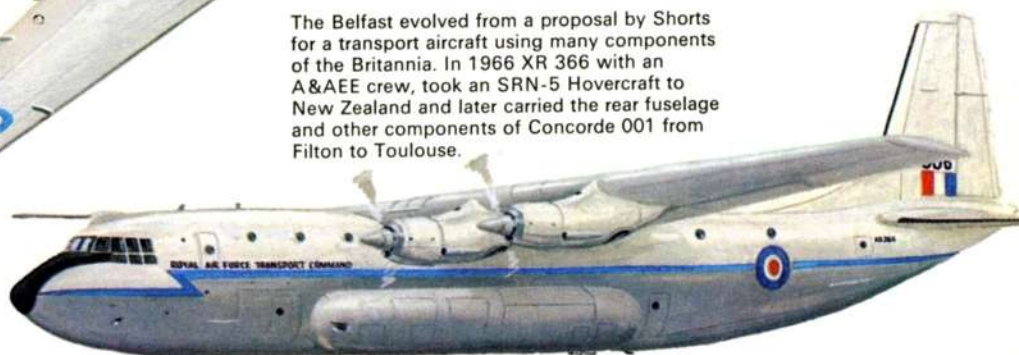 The Belfast evolved from a proposal by Shorts
for a transport aircraft using many components
of the Britannia. In 1966 XR 366 with an
A&AEE crew, took an SRN-5 Hovercraft to
New Zealand and later carried the rear fuselage
and other components of Concorde 001 from
Filton to Toulouse.
ROYAL AIR FORCE TRANSPORT COMMAND